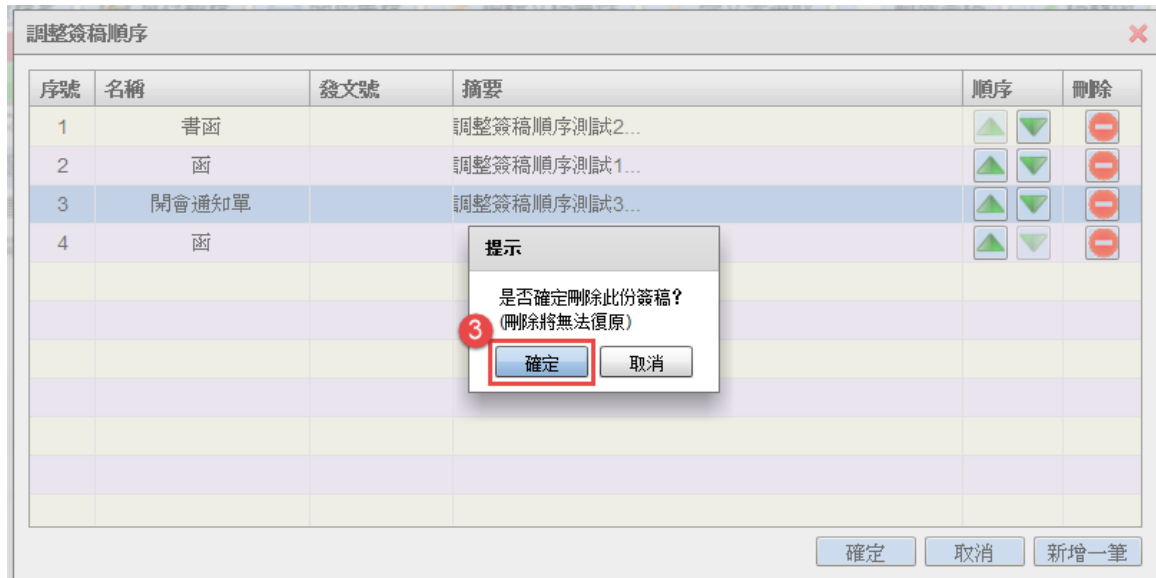 調整簽稿順序
序號 名稱 發文號 摘要 順序 刪除
1 書函 調整簽稿順序測試2...
2 函 調整簽稿順序測試1...
3 開會通知單 調整簽稿順序測試3...
4 函
提示
是否確定刪除此份簽稿?
(刪除將無法復原)
3
確定 取消
確定 取消 新增一筆